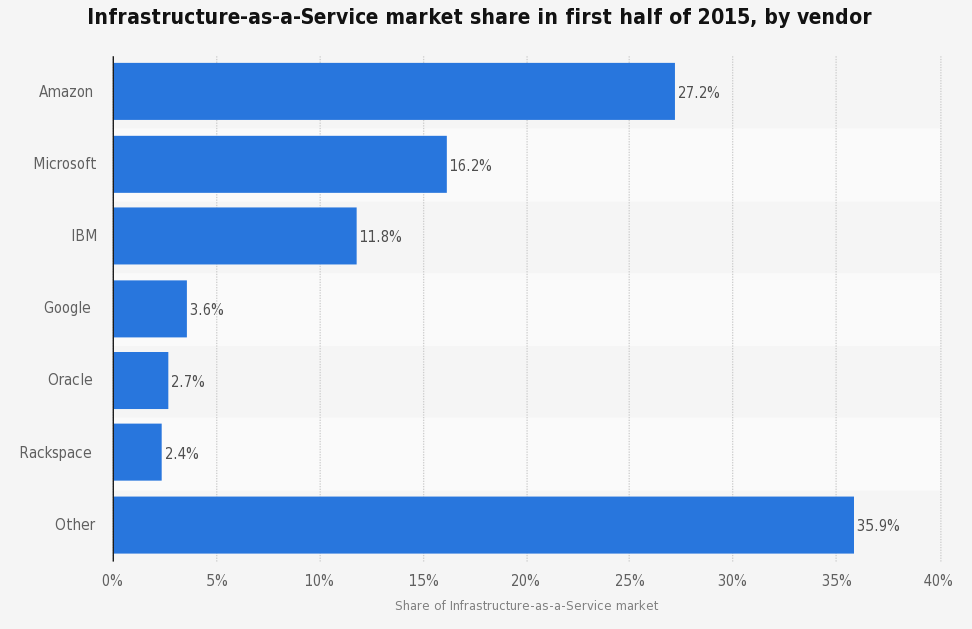 Infrastructure-as-a-Service market share in first half of 2015, by vendor
Amazon 27.2%
Microsoft 16.2%
IBM 11.8%
Google 3.6%
Oracle 2.7%
Rackspace 2.4%
Other 35.9%
0% 5% 10% 15% 20% 25% 30% 35% 40%
Share of Infrastructure-as-a-Service market